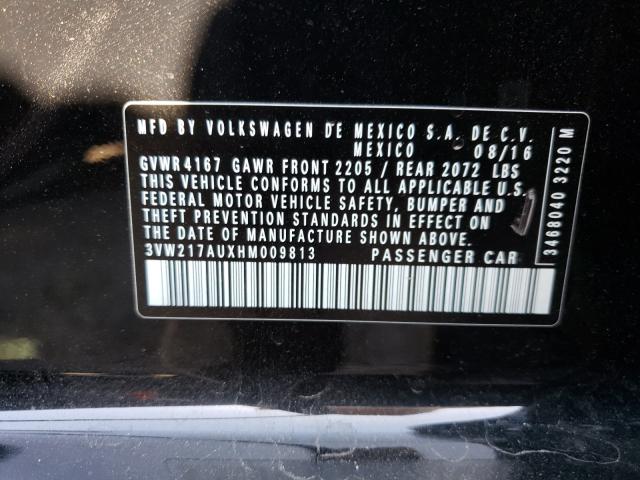 MFD BY VOLKSWAGEN DE MEXICO S.A. DE C.V.
MEXICO 08/16
GVWR 4167 GAWR FRONT 2205 / REAR 2072 LBS
THIS VEHICLE CONFORMS TO ALL APPLICABLE U.S.
FEDERAL MOTOR VEHICLE SAFETY, BUMPER AND
THEFT PREVENTION STANDARDS IN EFFECT ON
THE DATE OF MANUFACTURE SHOWN ABOVE.
3VW217AUXHM009813 PASSENGER CAR
3468040 3220 M